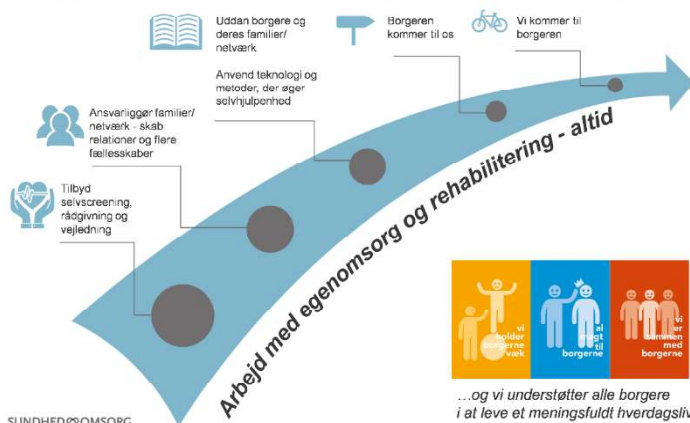 Uddan borgere og
deres familier/
netværk
Anvend teknologi og
metoder, der øger
selvhjulpenhed
Borgeren
kommer til os
Vi kommer til
borgeren
Ansvarliggør familier/
netværk - skab
relationer og flere
fællesskaber
Tilbyd
selvscreening,
rådgivning og
vejledning
Arbejd med egenomsorg og rehabilitering - altid
vi
holder
borgerne
væk
al
magt
til
borgerne
vi
er
sammen
med
borgerne
...og vi understøtter alle borgere
i at leve et meningsfuldt hverdagsliv
SUNDHED OMSORG